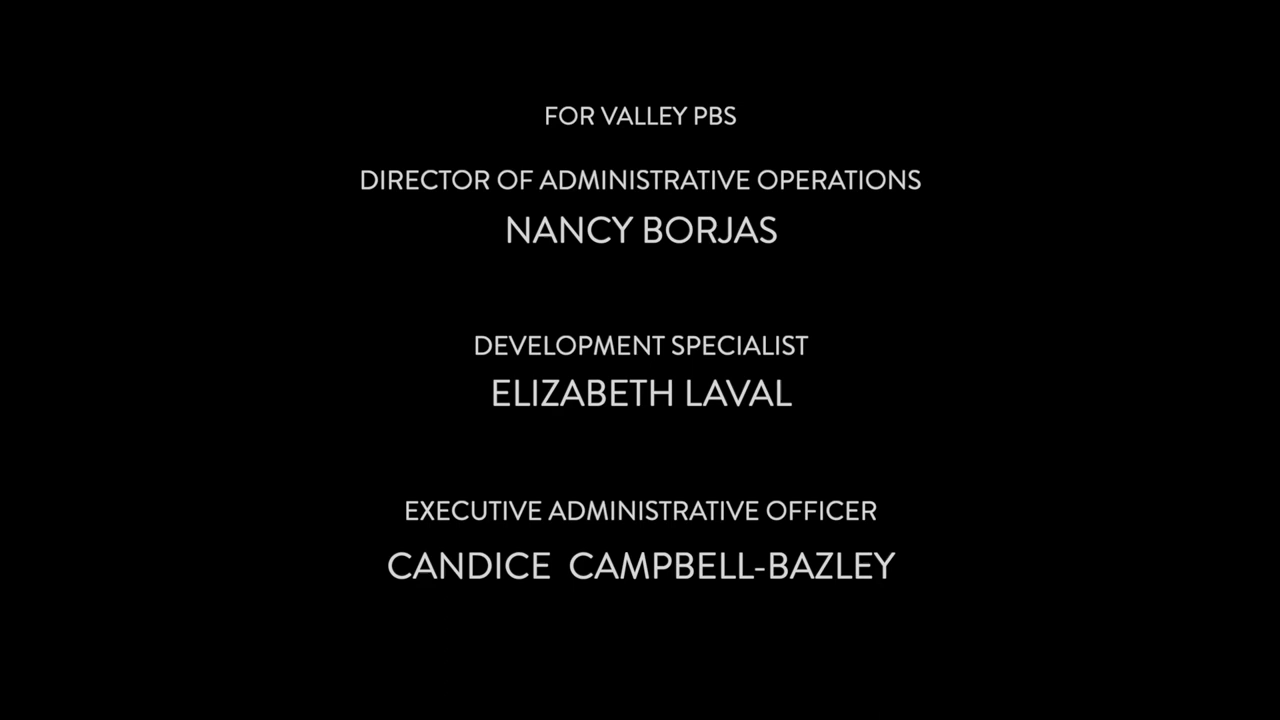 FOR VALLEY PBS
DIRECTOR OF ADMINISTRATIVE OPERATIONS
NANCY BORJAS
DEVELOPMENT SPECIALIST
ELIZABETH LAVAL
EXECUTIVE ADMINISTRATIVE OFFICER
CANDICE CAMPBELL-BAZLEY